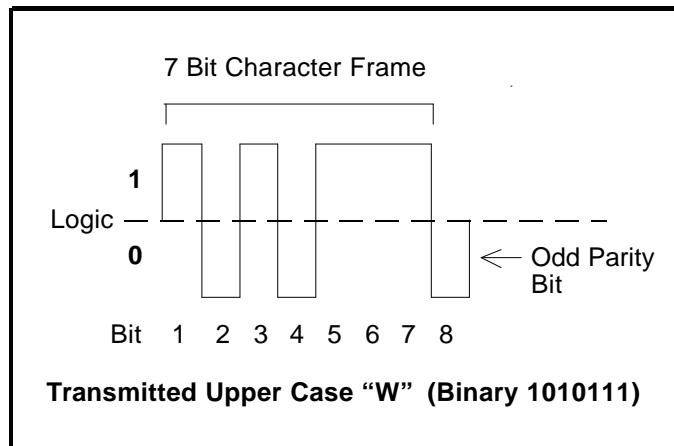 7 Bit Character Frame
1
Logic
0
Odd Parity
Bit
Bit 1 2 3 4 5 6 7 8
Transmitted Upper Case “W” (Binary 1010111)